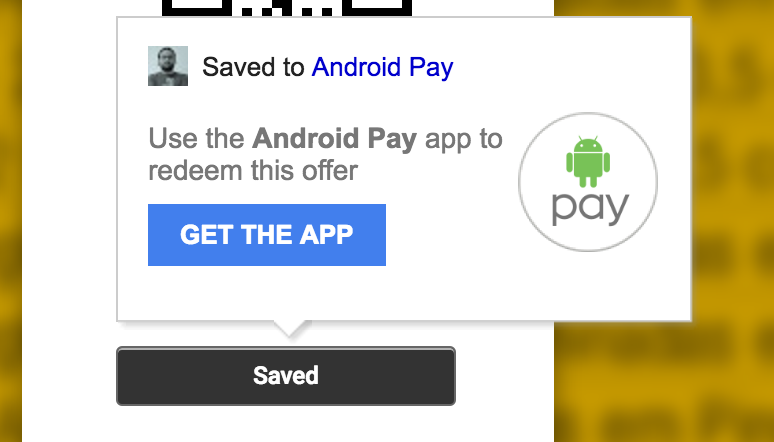 Saved to Android Pay
Use the Android Pay app to
redeem this offer
GET THE APP
pay
Saved